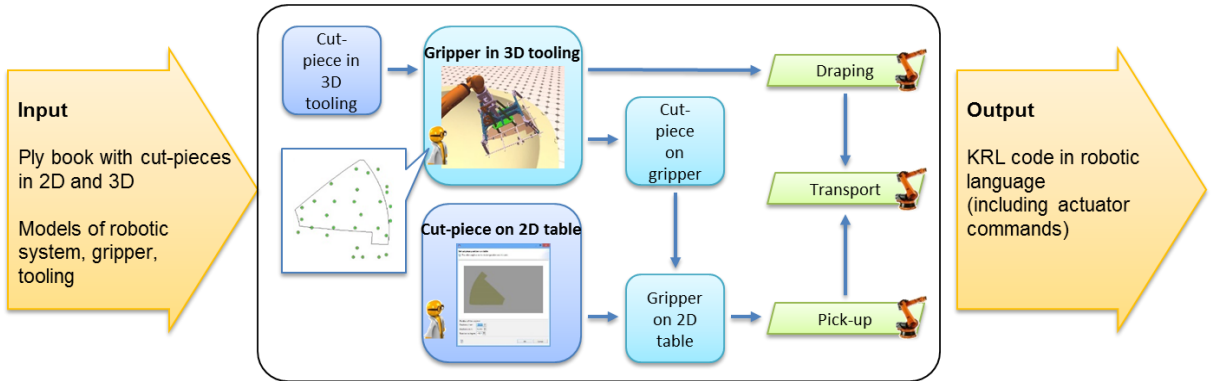 Input
Ply book with cut-pieces
in 2D and 3D
Models of robotic
system, gripper,
tooling
Cut-
piece in
3D
tooling
Gripper in 3D tooling
Cut-
piece
on
gripper
Cut-piece on 2D table
Gripper
on 2D
table
Draping
Transport
Pick-up
Output
KRL code in robotic
language
(including actuator
commands)